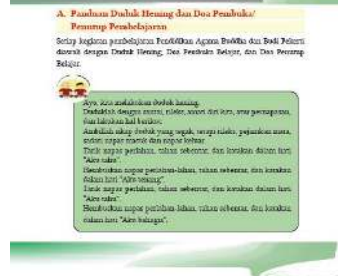 A. Panduan Duduk Hening dan Doa Pembuka/
Penutup Pembelajaran
Setiap kegiatan pembelajaran Pendidikan Agama Buddha dan Budi Pekerti
diawali dengan Duduk Hening, Doa Pembuka Belajar, dan Doa Penutup
Belajar.
Ayo, kita melakukan duduk hening.
Duduklah dengan santai, rileks, amati diri kita, atur pernapasan,
dan lakukan hal berikut.
Ambillah sikap duduk yang tegak, tetap rileks, pejamkan mata,
sadari napas masuk dan napas keluar.
Tarik napas perlahan, tahan sebentar, dan katakan dalam hati
"Aku tahu".
Hembuskan napas perlahan-lahan, tahan sebentar, dan katakan
dalam hati "Aku tenang".
Tarik napas perlahan, tahan sebentar, dan katakan dalam hati
"Aku tahu".
Hembuskan napas perlahan-lahan, tahan sebentar, dan katakan
dalam hati "Aku bahagia".